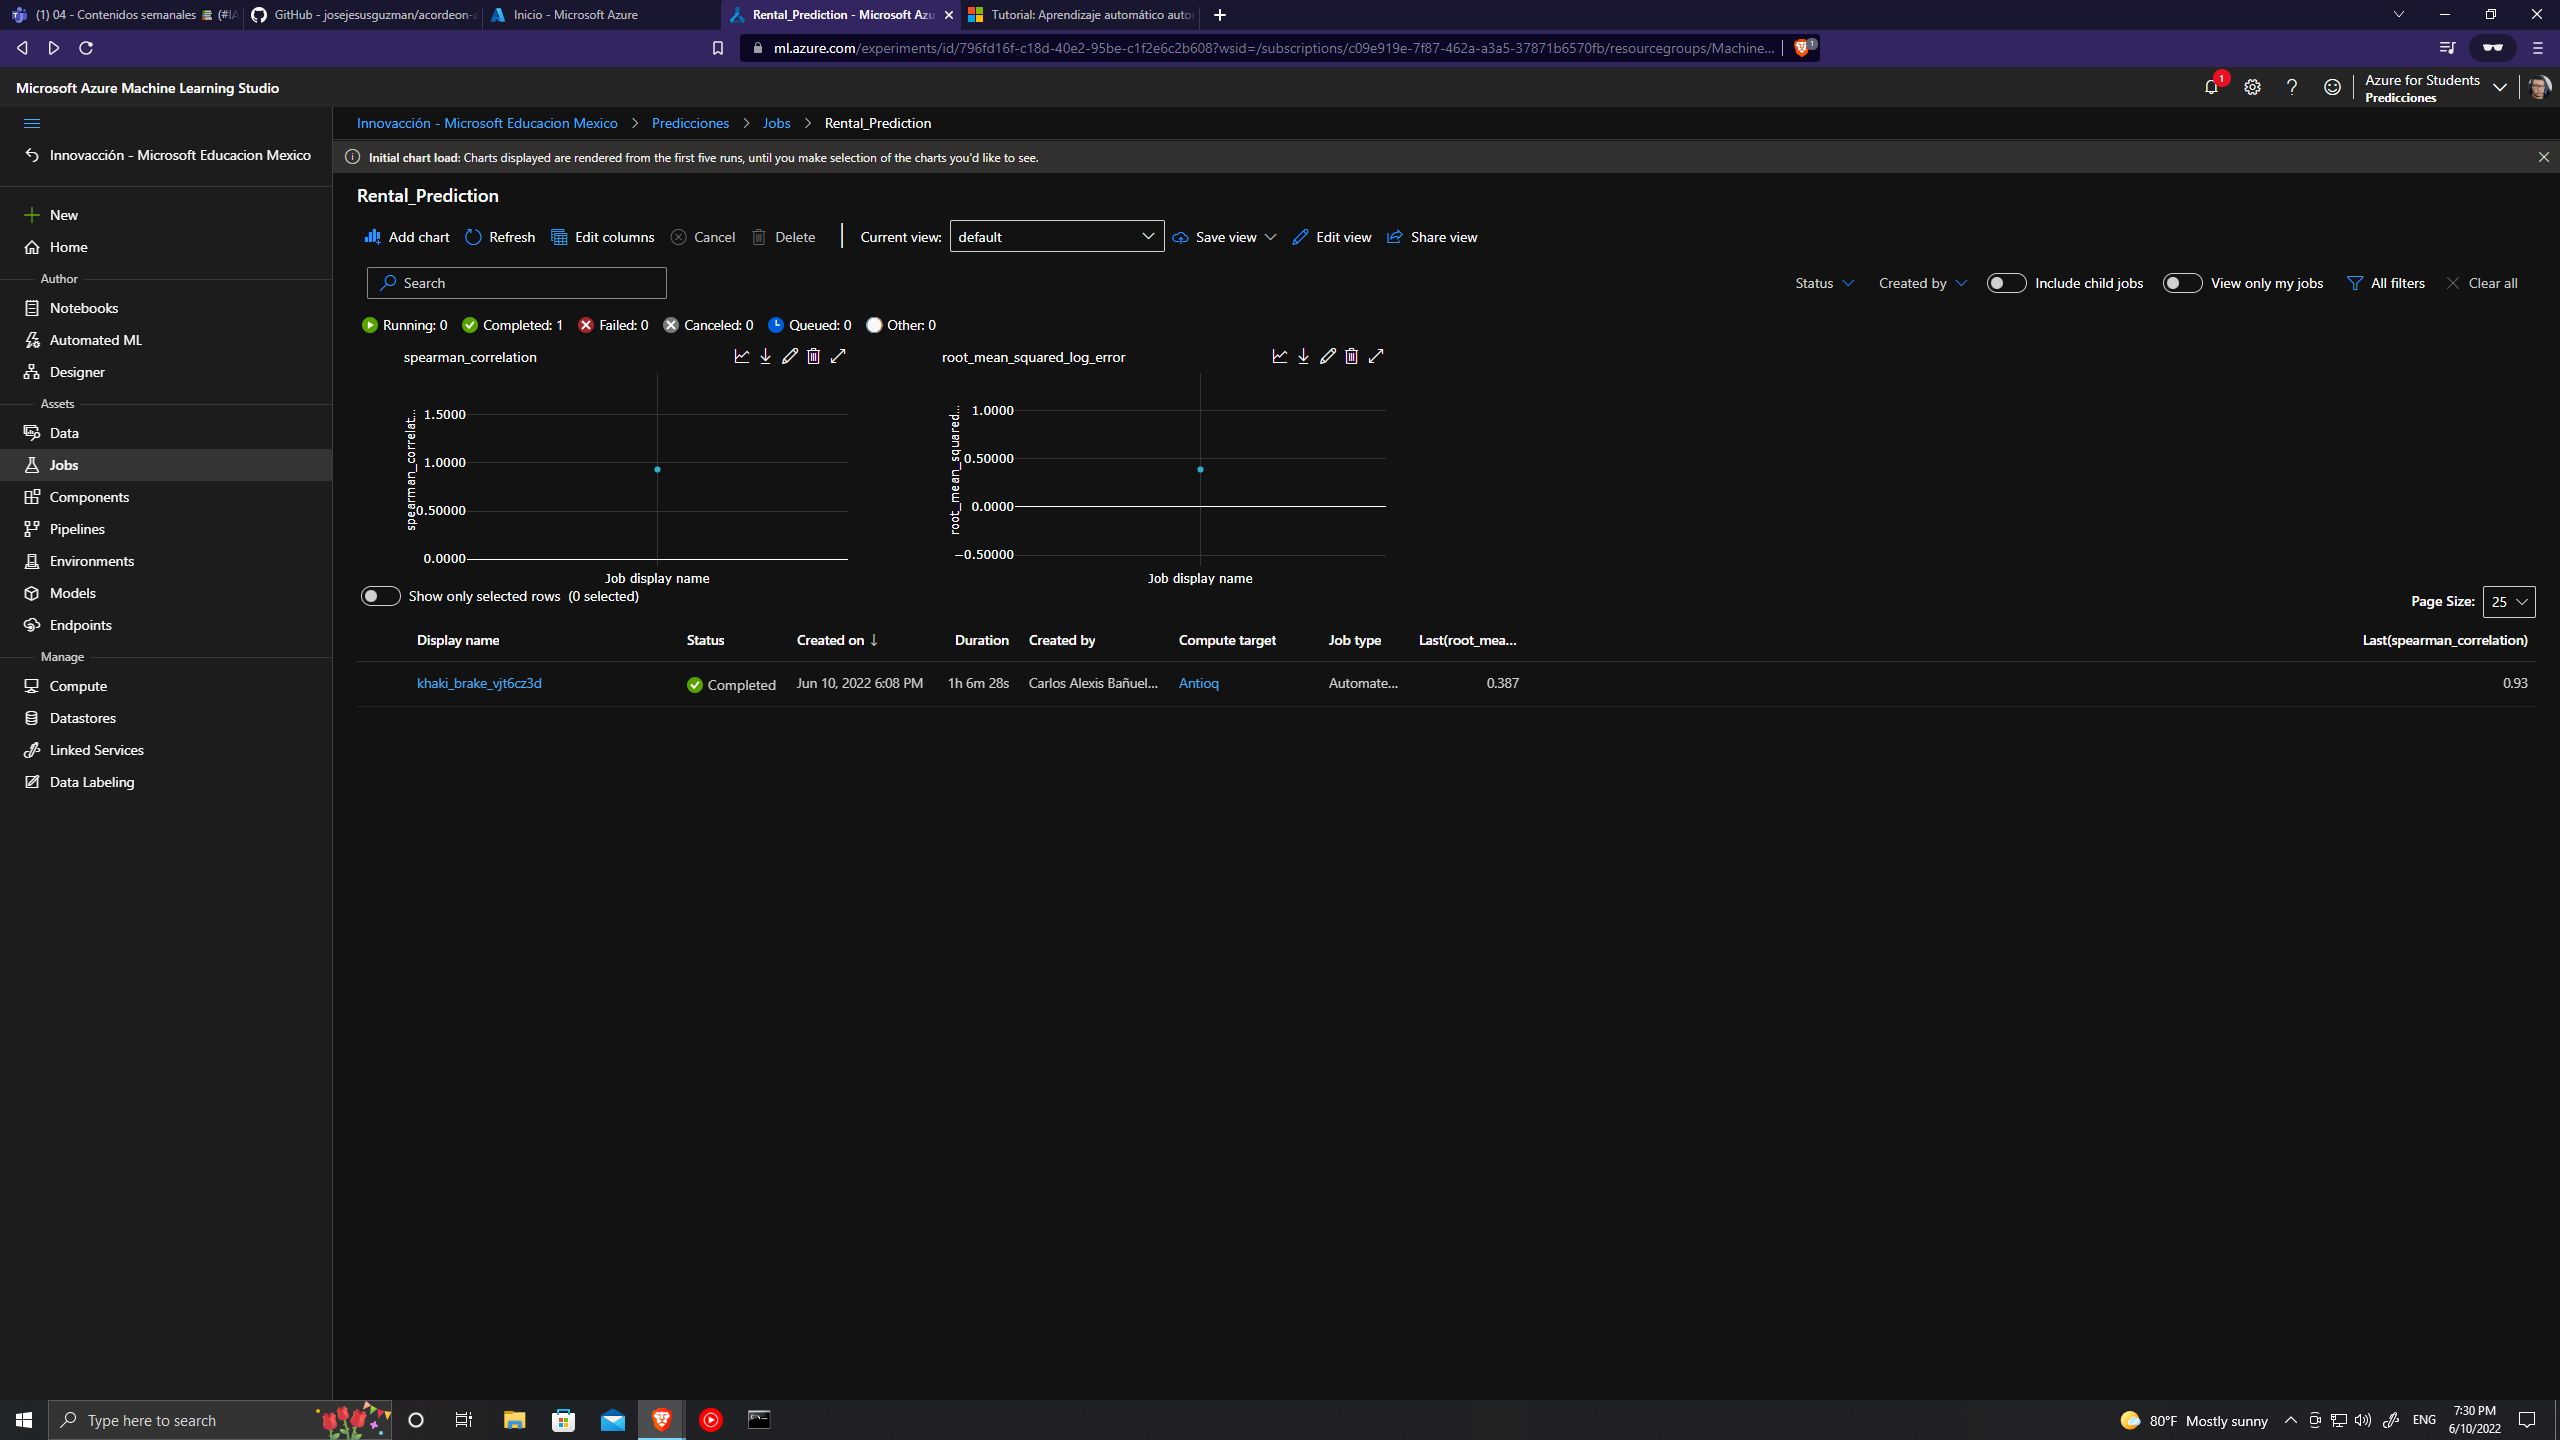 (1) 04 - Contenidos semanales
GitHub - josejesusguzman/acordeon-
Inicio - Microsoft Azure
Rental_Prediction - Microsoft Azu
Tutorial: Aprendizaje automático auto
ml.azure.com/experiments/id/796fd16f-c18d-40e2-95be-c1f2e6c2b608?wsid=/subscriptions/c09e919e-7f87-462a-a3a5-37871b6570fb/resourcegroups/Machine...
1
Microsoft Azure Machine Learning Studio
1
Azure for Students
Predicciones
Innovacción - Microsoft Educacion Mexico
New
Home
Author
Notebooks
Automated ML
Designer
Assets
Data
Jobs
Components
Pipelines
Environments
Models
Endpoints
Manage
Compute
Datastores
Linked Services
Data Labeling
Innovacción - Microsoft Educacion Mexico > Predicciones > Jobs > Rental_Prediction
Initial chart load: Charts displayed are rendered from the first five runs, until you make selection of the charts you'd like to see.
Rental_Prediction
Add chart Refresh Edit columns Cancel Delete Current view: default Save view Edit view Share view
Search
Status Created by Include child jobs View only my jobs All filters Clear all
Running: 0 Completed: 1 Failed: 0 Canceled: 0 Queued: 0 Other: 0
spearman_correlation
spearman_correlat...
1.5000
1.0000
0.50000
0.0000
Job display name
root_mean_squared_log_error
root_mean_squared...
1.0000
0.50000
0.0000
−0.50000
Job display name
Show only selected rows (0 selected)
Page Size: 25
Display name Status Created on Duration Created by Compute target Job type Last(root_mea... Last(spearman_correlation)
khaki_brake_vjt6cz3d Completed Jun 10, 2022 6:08 PM 1h 6m 28s Carlos Alexis Bañuel... Antioq Automate... 0.387 0.93
Type here to search
80°F Mostly sunny
ENG
7:30 PM
6/10/2022